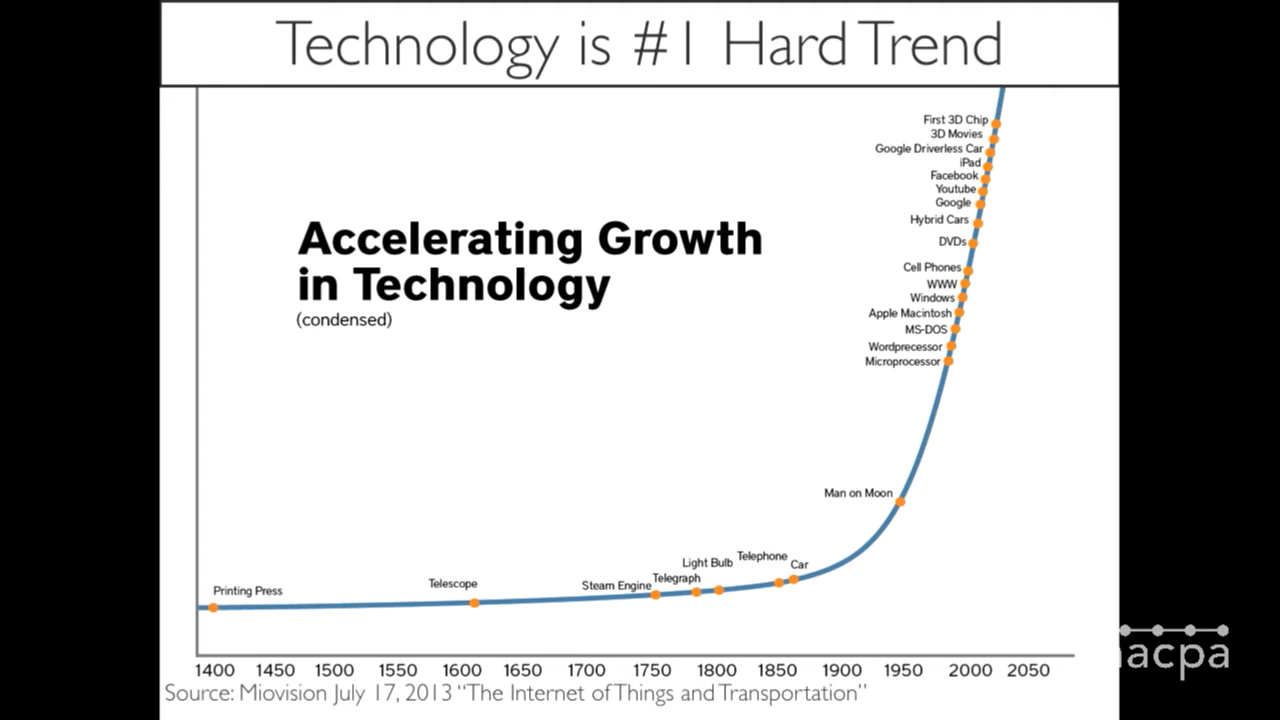 Technology is #1 Hard Trend
First 3D Chip
3D Movies
Google Driverless Car
iPad
Facebook
Youtube
Google
Hybrid Cars
DVDs
Accelerating Growth
in Technology
(condensed)
Cell Phones
WWW
Windows
Apple Macintosh
MS-DOS
Wordprecessor
Microprocessor
Man on Moon
Printing Press
Telescope
Steam Engine
Telegraph
Light Bulb
Telephone
Car
1400 1450 1500 1550 1600 1650 1700 1750 1800 1850 1900 1950 2000 2050
Source: Miovision July 17, 2013 “The Internet of Things and Transportation”
acpa